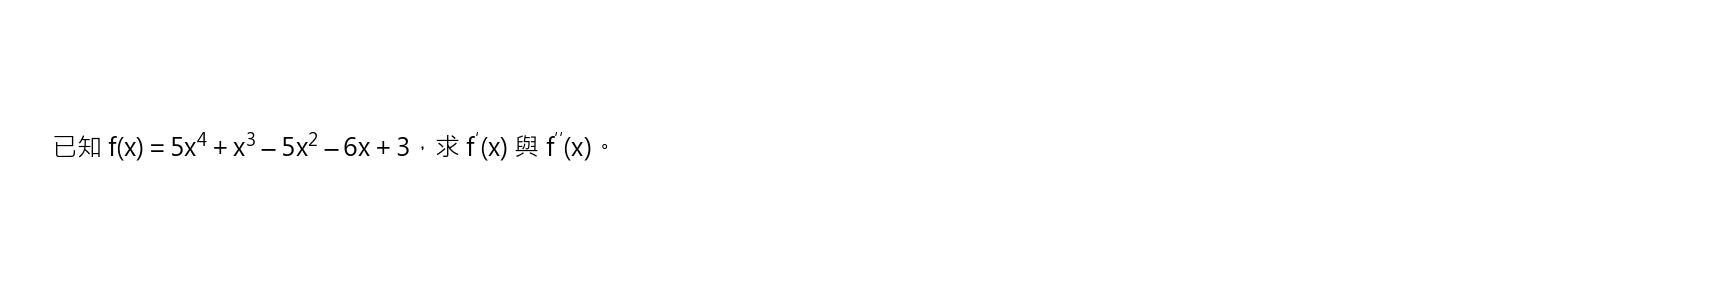 已知 f(x) = 5x⁴ + x³ – 5x² – 6x + 3，求 f′(x) 與 f′′(x)。